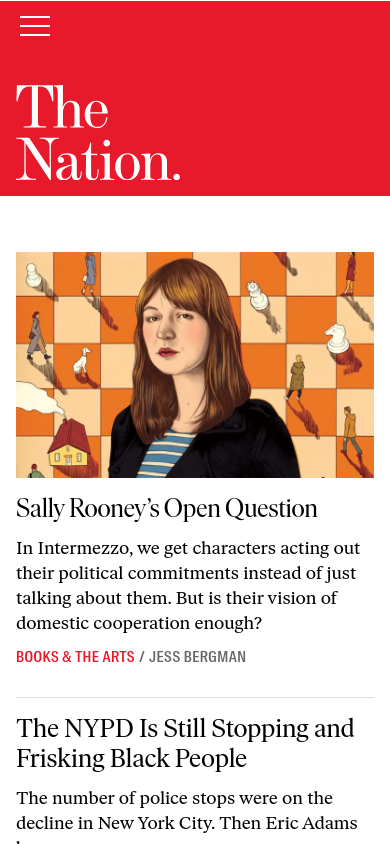 The
Nation.
Sally Rooney’s Open Question
In Intermezzo, we get characters acting out
their political commitments instead of just
talking about them. But is their vision of
domestic cooperation enough?
BOOKS & THE ARTS / JESS BERGMAN
The NYPD Is Still Stopping and
Frisking Black People
The number of police stops were on the
decline in New York City. Then Eric Adams